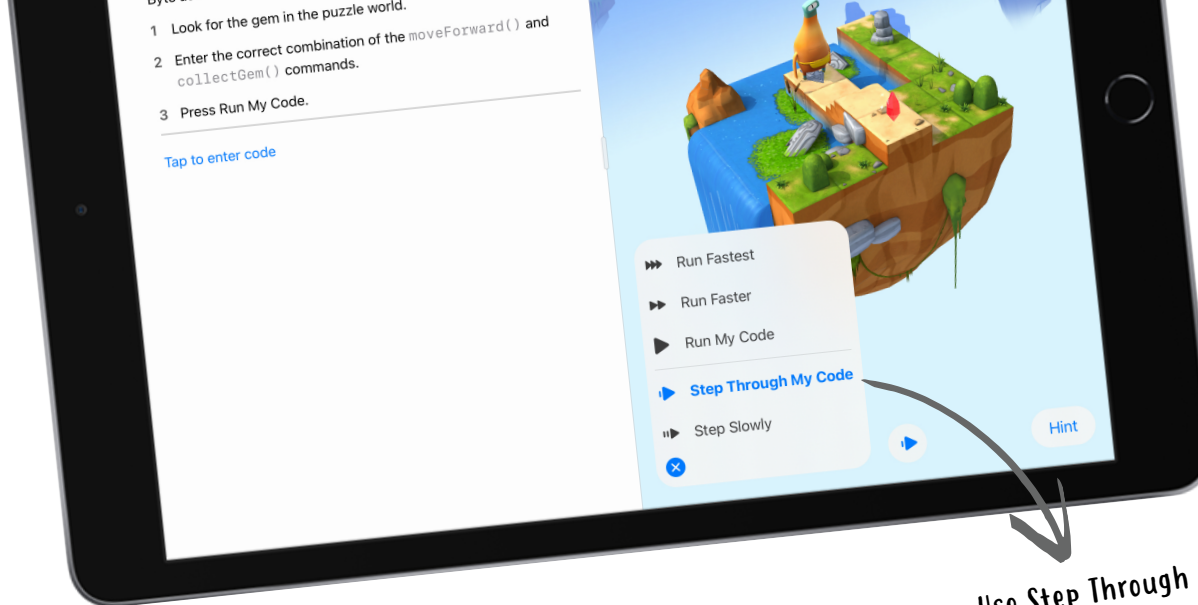 1 Look for the gem in the puzzle world.
2 Enter the correct combination of the moveForward() and
collectGem() commands.
3 Press Run My Code.
Tap to enter code
Run Fastest
Run Faster
Run My Code
Step Through My Code
Step Slowly
Hint
Use Step Through